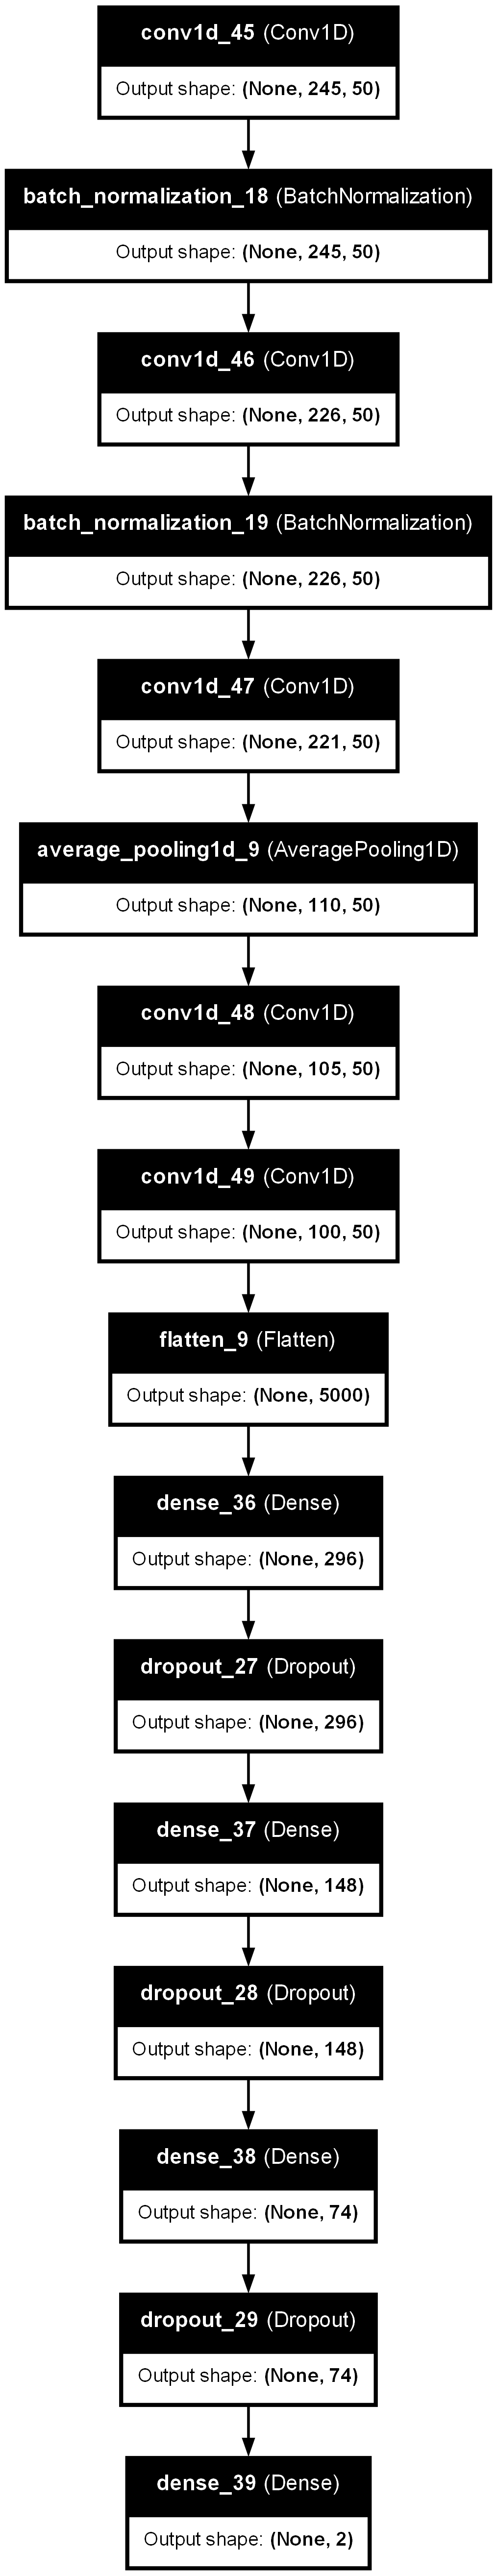 conv1d_45 (Conv1D)
Output shape: (None, 245, 50)
batch_normalization_18 (BatchNormalization)
Output shape: (None, 245, 50)
conv1d_46 (Conv1D)
Output shape: (None, 226, 50)
batch_normalization_19 (BatchNormalization)
Output shape: (None, 226, 50)
conv1d_47 (Conv1D)
Output shape: (None, 221, 50)
average_pooling1d_9 (AveragePooling1D)
Output shape: (None, 110, 50)
conv1d_48 (Conv1D)
Output shape: (None, 105, 50)
conv1d_49 (Conv1D)
Output shape: (None, 100, 50)
flatten_9 (Flatten)
Output shape: (None, 5000)
dense_36 (Dense)
Output shape: (None, 296)
dropout_27 (Dropout)
Output shape: (None, 296)
dense_37 (Dense)
Output shape: (None, 148)
dropout_28 (Dropout)
Output shape: (None, 148)
dense_38 (Dense)
Output shape: (None, 74)
dropout_29 (Dropout)
Output shape: (None, 74)
dense_39 (Dense)
Output shape: (None, 2)